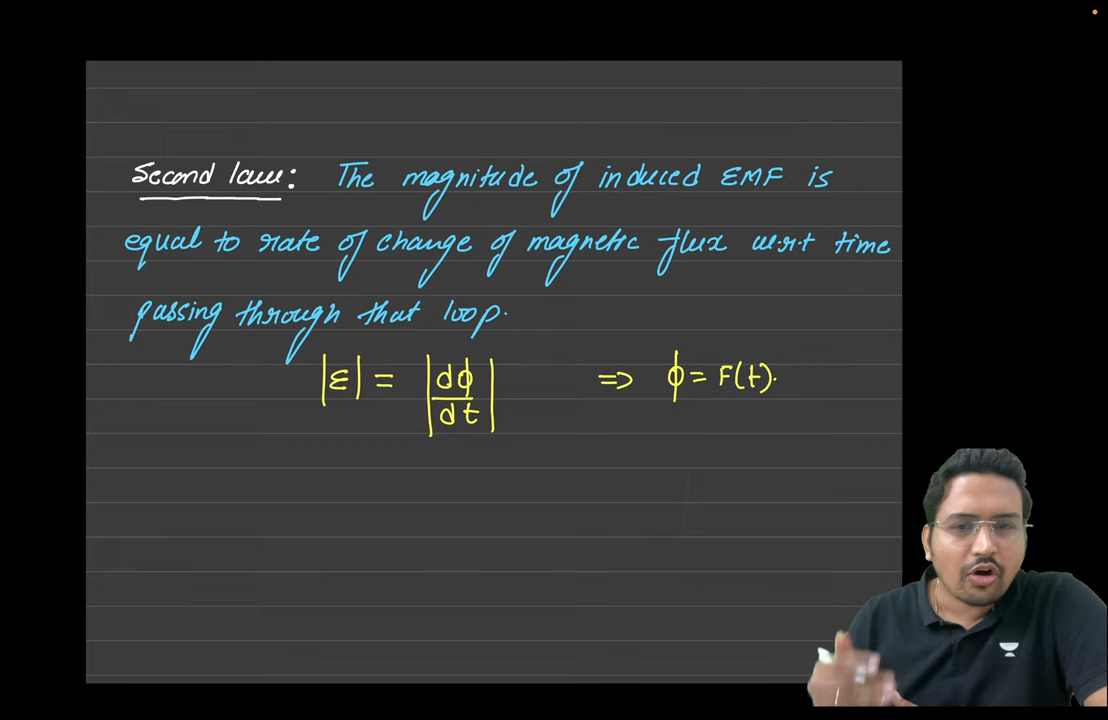 Second law: The magnitude of induced EMF is
equal to rate of change of magnetic flux w.r.t time
passing through that loop.
|ε| = |dϕ/dt| ⇒ ϕ = F(t).